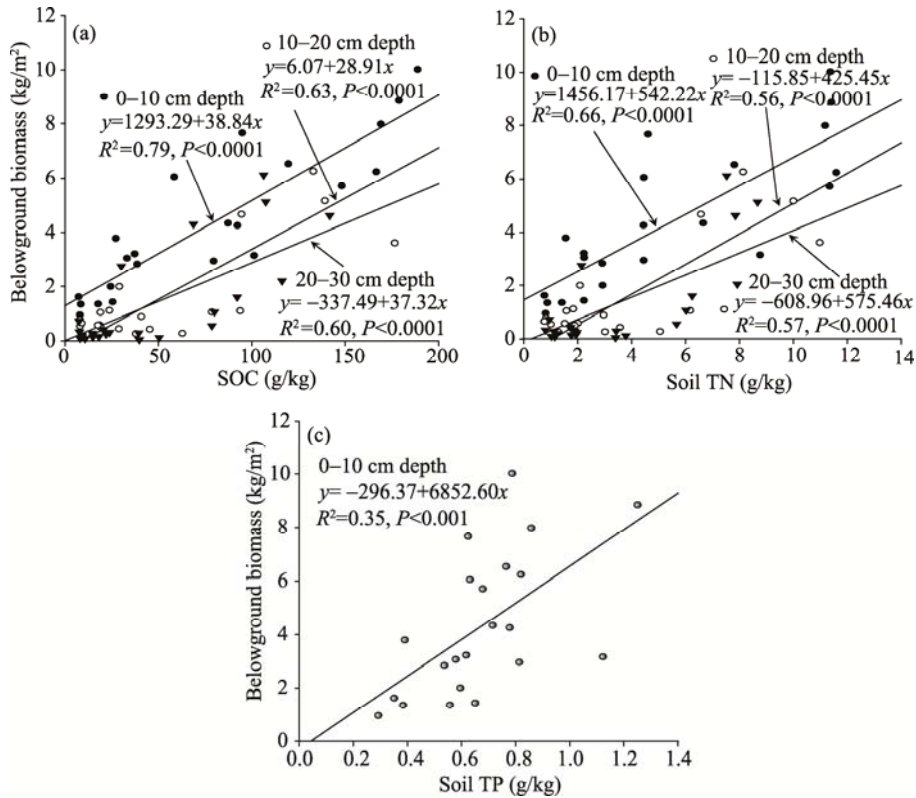 (a)
10–20 cm depth
y=6.07+28.91x
R²=0.63, P<0.0001
0–10 cm depth
y=1293.29+38.84x
R²=0.79, P<0.0001
20–30 cm depth
y= −337.49+37.32x
R²=0.60, P<0.0001
Belowground biomass (kg/m²)
12
10
8
6
4
2
0
0 50 100 150 200
SOC (g/kg)
(b)
10–20 cm depth
y= −115.85+425.45x
R²=0.56, P<0.0001
0–10 cm depth
y=1456.17+542.22x
R²=0.66, P<0.0001
20–30 cm depth
y= −608.96+575.46x
R²=0.57, P<0.0001
12
10
8
6
4
2
0
0 2 4 6 8 10 12 14
Soil TN (g/kg)
(c)
0–10 cm depth
y= −296.37+6852.60x
R²=0.35, P<0.001
Belowground biomass (kg/m²)
12
10
8
6
4
2
0
0.0 0.2 0.4 0.6 0.8 1.0 1.2 1.4
Soil TP (g/kg)